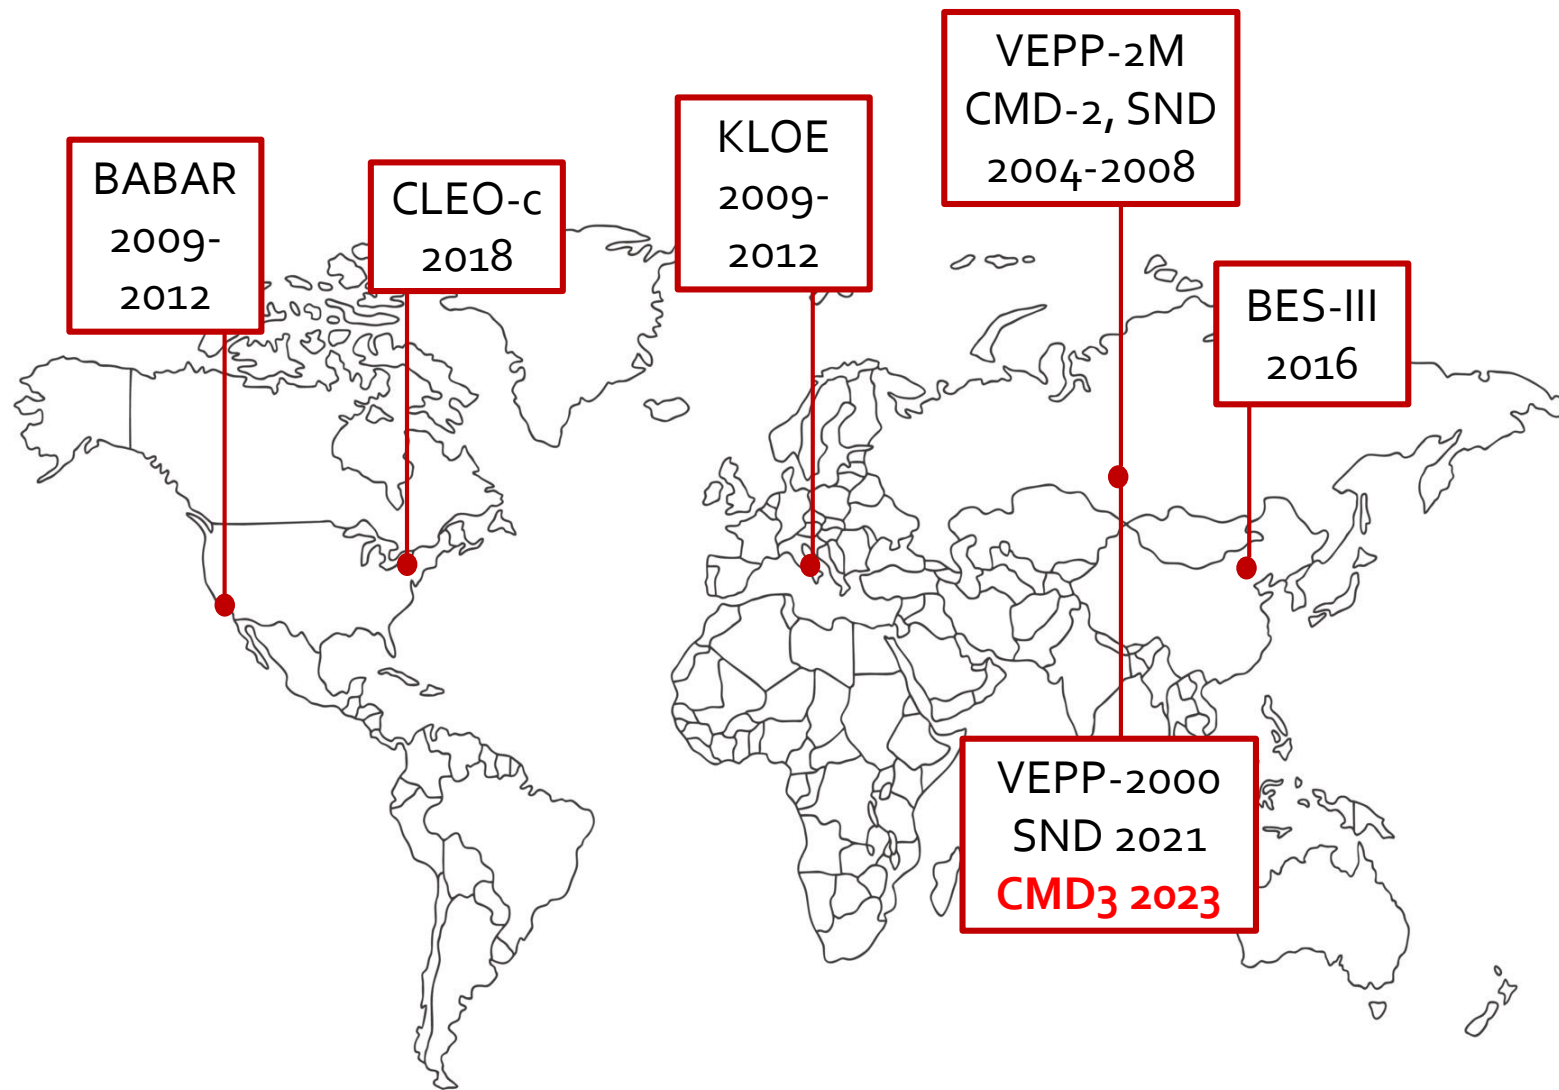 BABAR
2009-
2012
CLEO-c
2018
KLOE
2009-
2012
VEPP-2M
CMD-2, SND
2004-2008
BES-III
2016
VEPP-2000
SND 2021
CMD3 2023